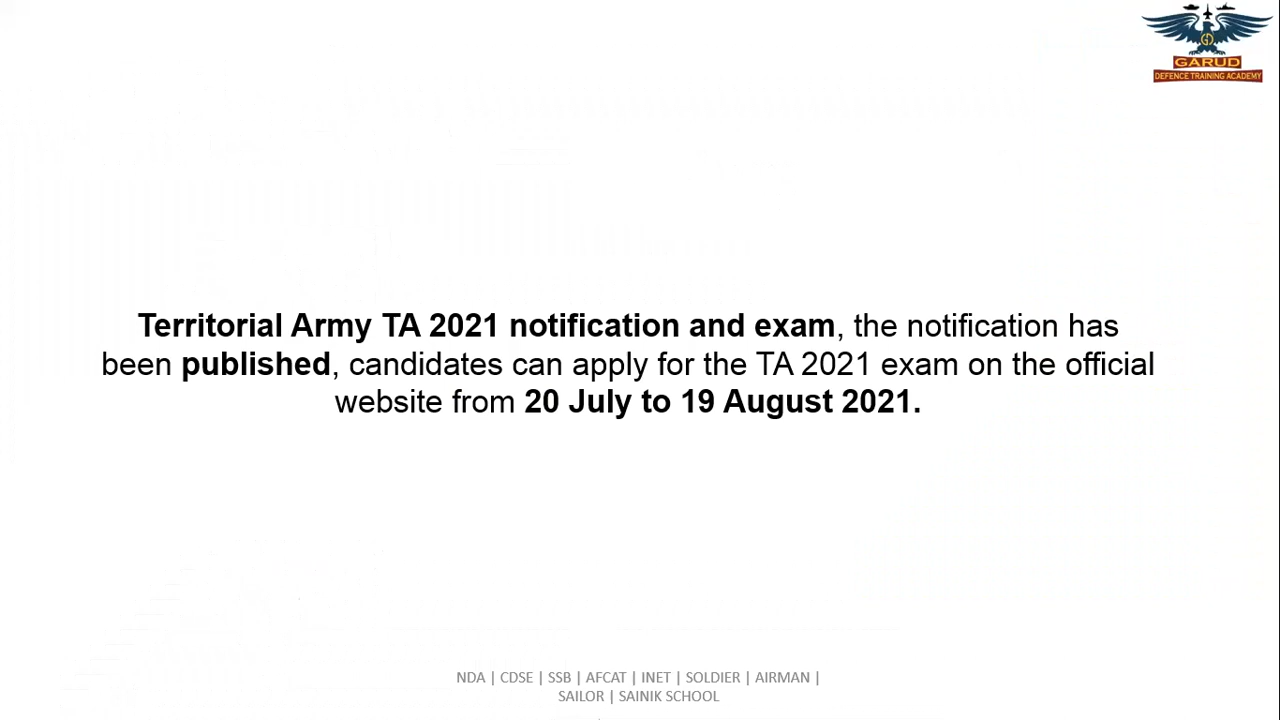 GARUD
DEFENCE TRAINING ACADEMY
Territorial Army TA 2021 notification and exam, the notification has
been published, candidates can apply for the TA 2021 exam on the official
website from 20 July to 19 August 2021.
NDA | CDSE | SSB | AFCAT | INET | SOLDIER | AIRMAN |
SAILOR | SAINIK SCHOOL